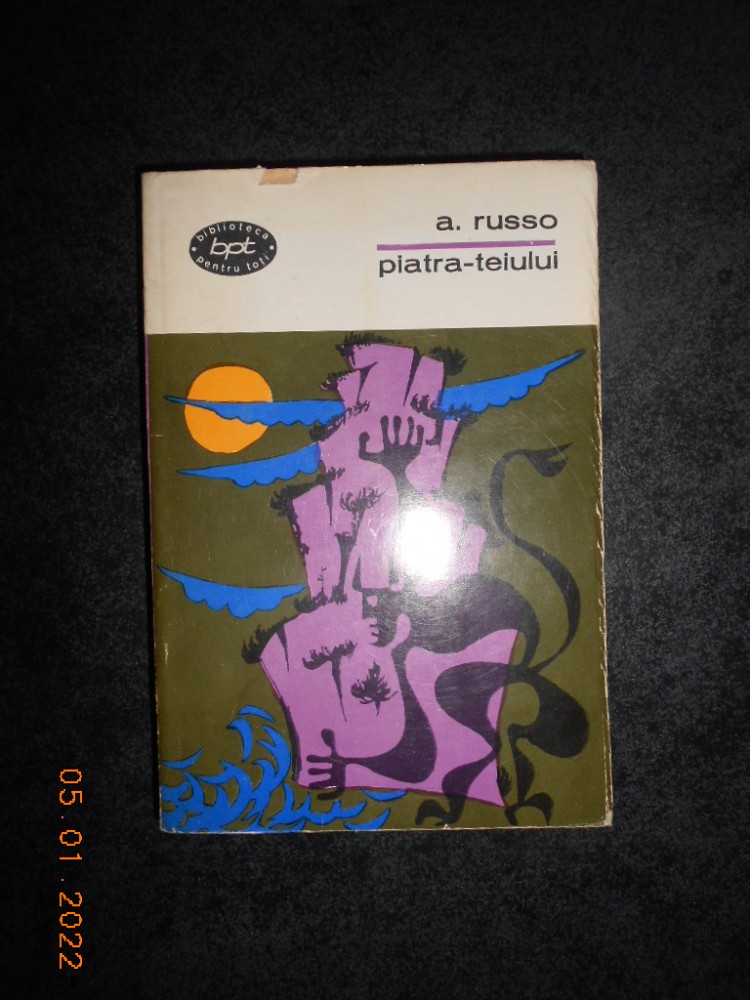 biblioteca
bpt
pentru toți
a. russo
piatra-teiului
05.01.2022